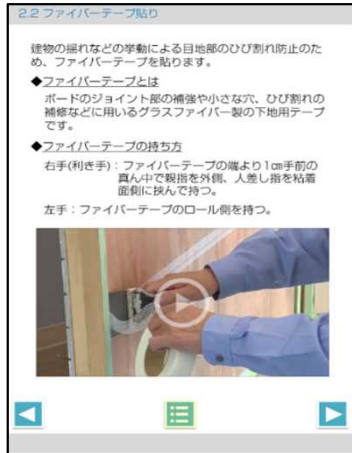 2.2 ファイバーテープ貼り
建物の揺れなどの挙動による目地部のひび割れ防止のた
め、ファイバーテープを貼ります。
◆ファイバーテープとは
ボードのジョイント部の補強や小さな穴、ひび割れの
補修などに用いるグラスファイバー製の下地用テープ
です。
◆ファイバーテープの持ち方
右手(利き手)：ファイバーテープの端より1㎝手前の
真ん中で親指を外側、人差し指を粘着
面側に挟んで持つ。
左手：ファイバーテープのロール側を持つ。